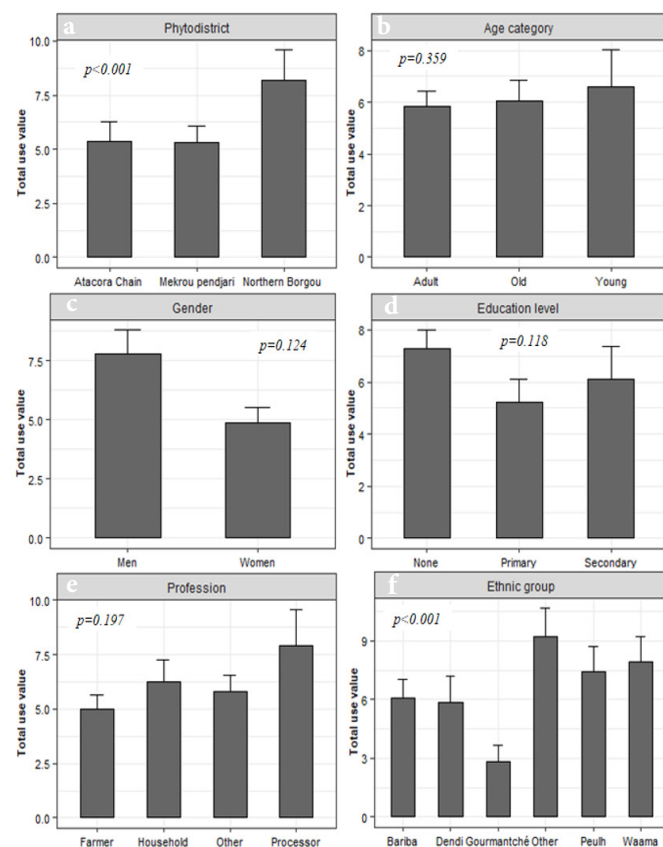 a Phytodistrict
Total use value
10.0
7.5
5.0
2.5
0.0
p<0.001
Atacora Chain Mekrou pendjari Northern Borgou
b Age category
Total use value
8
6
4
2
0
p=0.359
Adult Old Young
c Gender
Total use value
7.5
5.0
2.5
0.0
p=0.124
Men Women
d Education level
Total use value
8
6
4
2
0
p=0.118
None Primary Secondary
e Profession
Total use value
10.0
7.5
5.0
2.5
0.0
p=0.197
Farmer Household Other Processor
f Ethnic group
Total use value
9
6
3
0
p<0.001
Bariba Dendi Gourmantché Other Peulh Waama